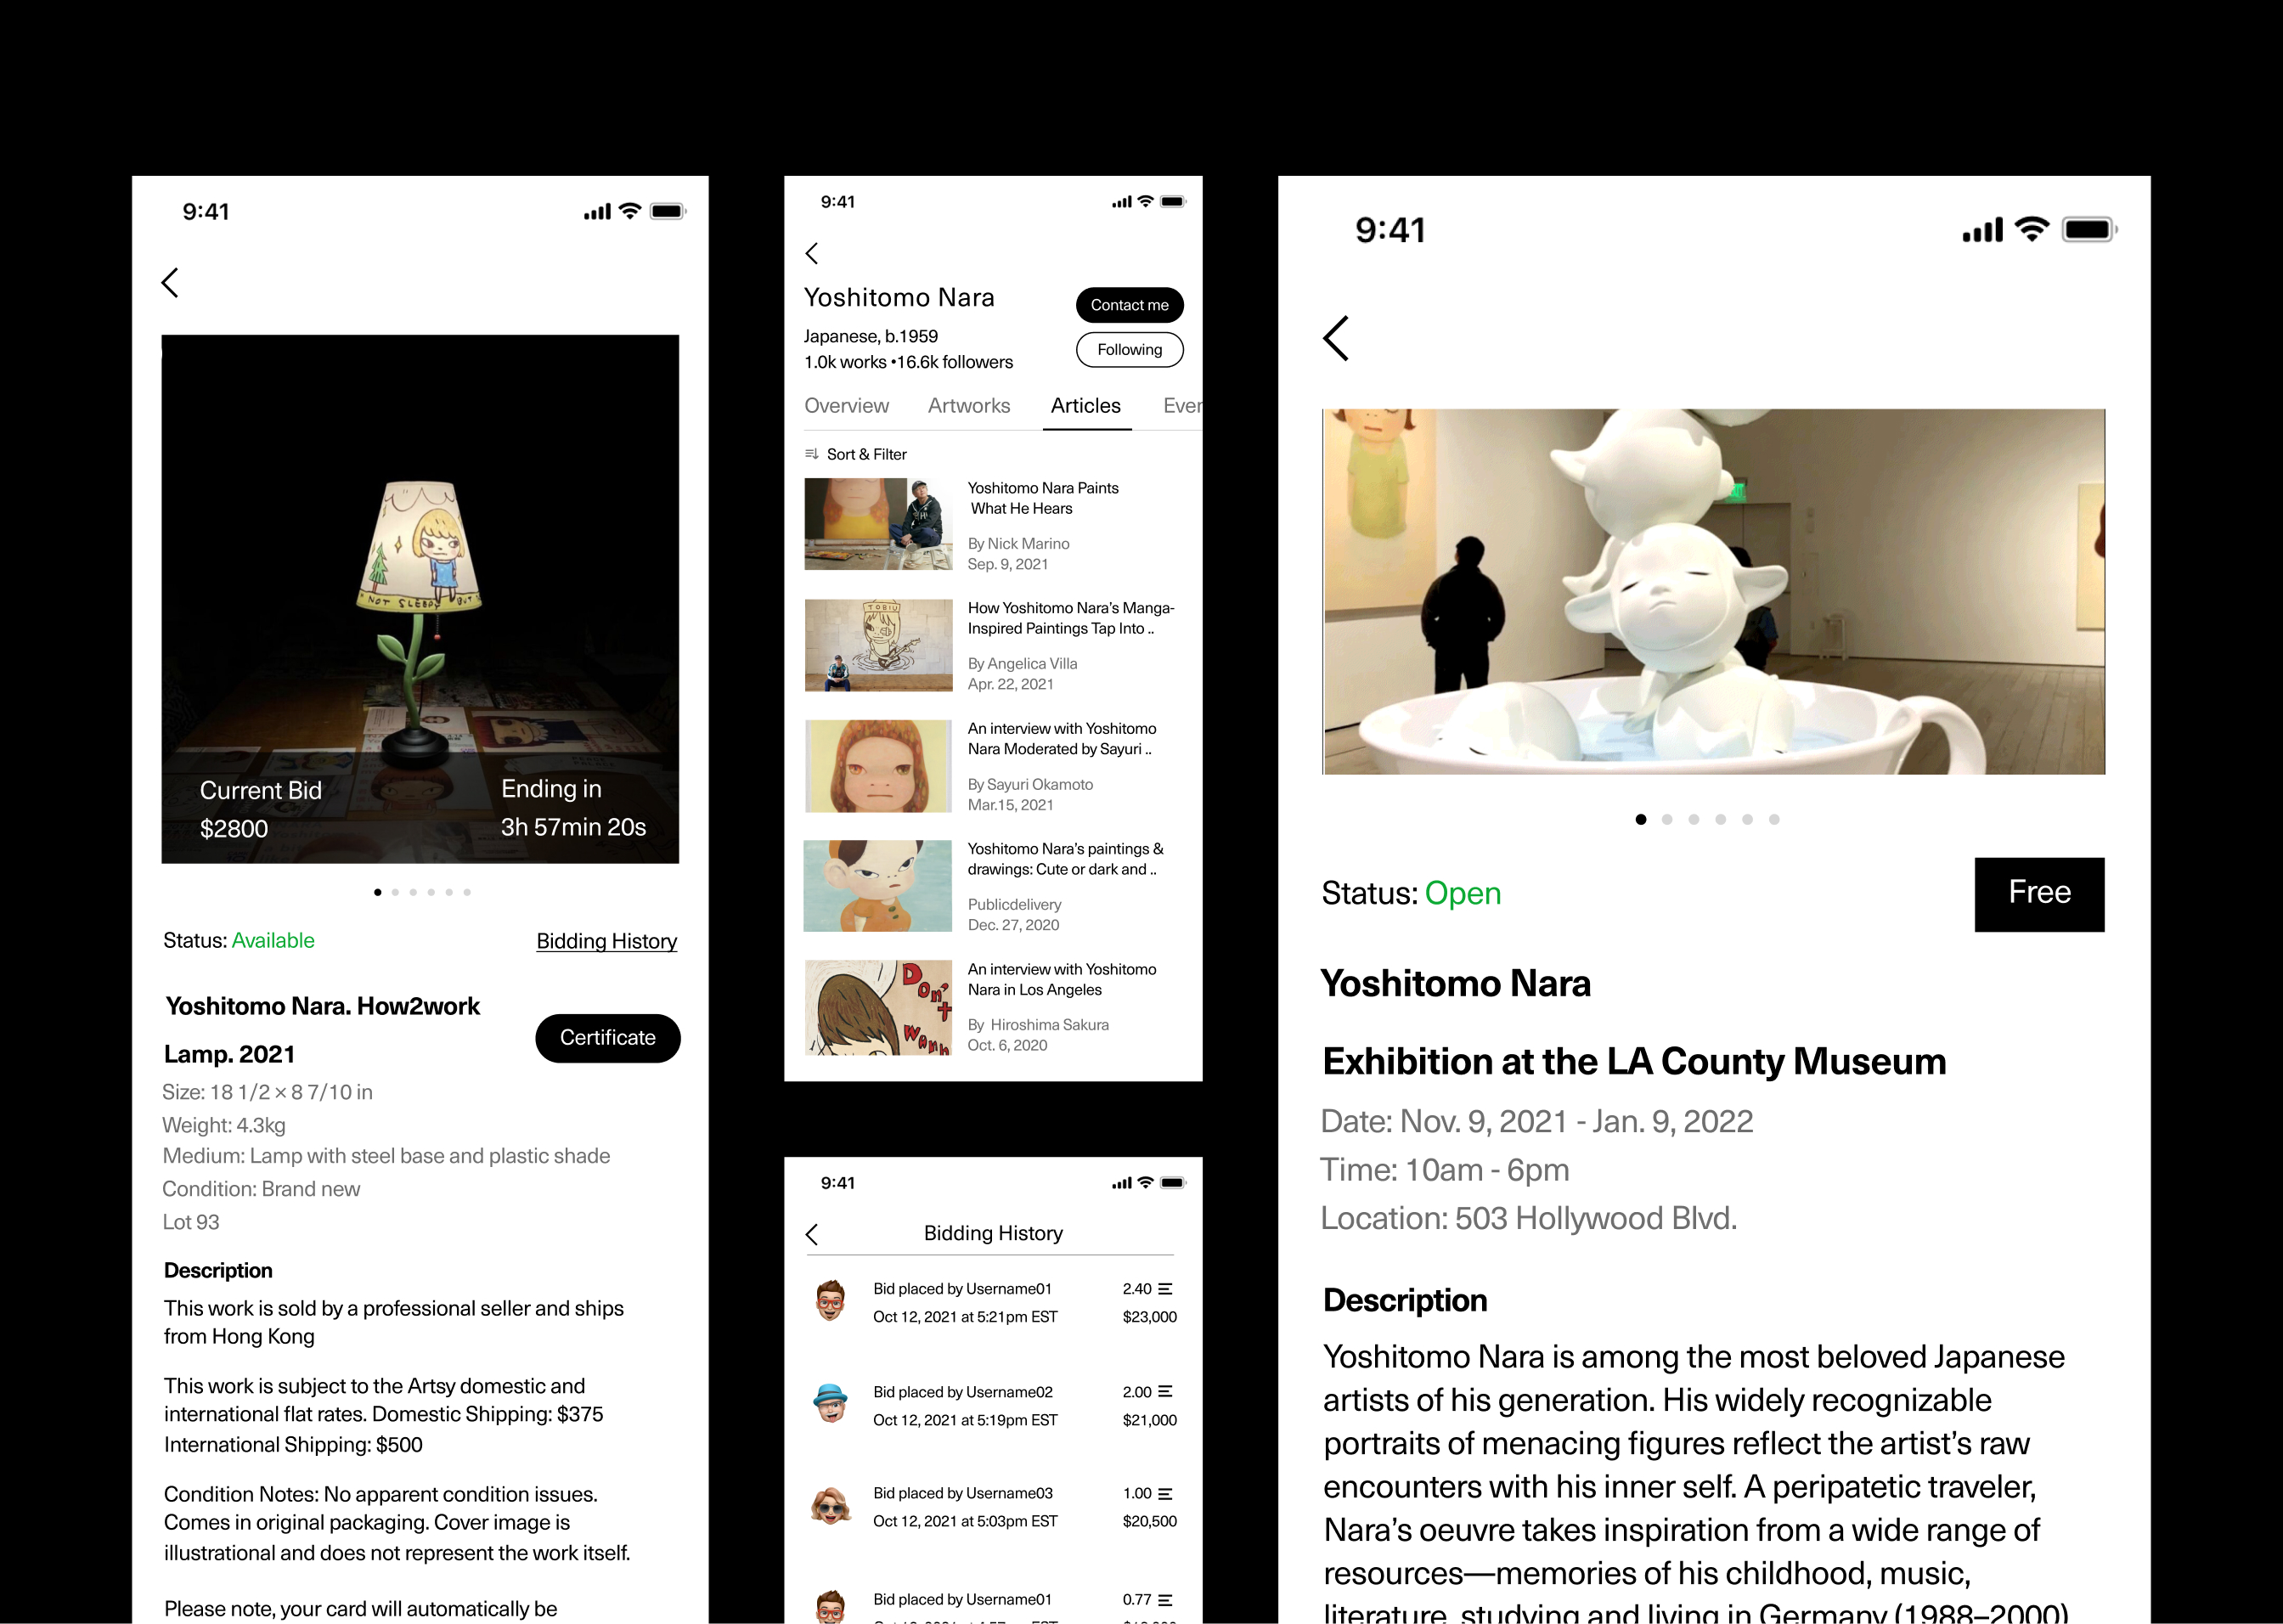 9:41
NOT SLEEPY BUT
Current Bid
$2800
Ending in
3h 57min 20s
Status: Available
Bidding History
Yoshitomo Nara. How2work
Lamp. 2021
Certificate
Size: 18 1/2 × 8 7/10 in
Weight: 4.3kg
Medium: Lamp with steel base and plastic shade
Condition: Brand new
Lot 93
Description
This work is sold by a professional seller and ships
from Hong Kong
This work is subject to the Artsy domestic and
international flat rates. Domestic Shipping: $375
International Shipping: $500
Condition Notes: No apparent condition issues.
Comes in original packaging. Cover image is
illustrational and does not represent the work itself.
Please note, your card will automatically be
9:41
Yoshitomo Nara
Contact me
Japanese, b.1959
1.0k works •16.6k followers
Following
Overview Artworks Articles Ever
Sort & Filter
Yoshitomo Nara Paints
What He Hears
By Nick Marino
Sep. 9, 2021
TOBIU
How Yoshitomo Nara's Manga-
Inspired Paintings Tap Into ..
By Angelica Villa
Apr. 22, 2021
An interview with Yoshitomo
Nara Moderated by Sayuri ..
By Sayuri Okamoto
Mar.15, 2021
Yoshitomo Nara's paintings &
drawings: Cute or dark and ..
Publicdelivery
Dec. 27, 2020
Don't
wann
An interview with Yoshitomo
Nara in Los Angeles
By Hiroshima Sakura
Oct. 6, 2020
9:41
Bidding History
Bid placed by Username01 2.40
Oct 12, 2021 at 5:21pm EST $23,000
Bid placed by Username02 2.00
Oct 12, 2021 at 5:19pm EST $21,000
Bid placed by Username03 1.00
Oct 12, 2021 at 5:03pm EST $20,500
Bid placed by Username01 0.77
9:41
Status: Open
Free
Yoshitomo Nara
Exhibition at the LA County Museum
Date: Nov. 9, 2021 - Jan. 9, 2022
Time: 10am - 6pm
Location: 503 Hollywood Blvd.
Description
Yoshitomo Nara is among the most beloved Japanese
artists of his generation. His widely recognizable
portraits of menacing figures reflect the artist's raw
encounters with his inner self. A peripatetic traveler,
Nara's oeuvre takes inspiration from a wide range of
resources—memories of his childhood, music,
literature, studying and living in Germany (1988–2000)